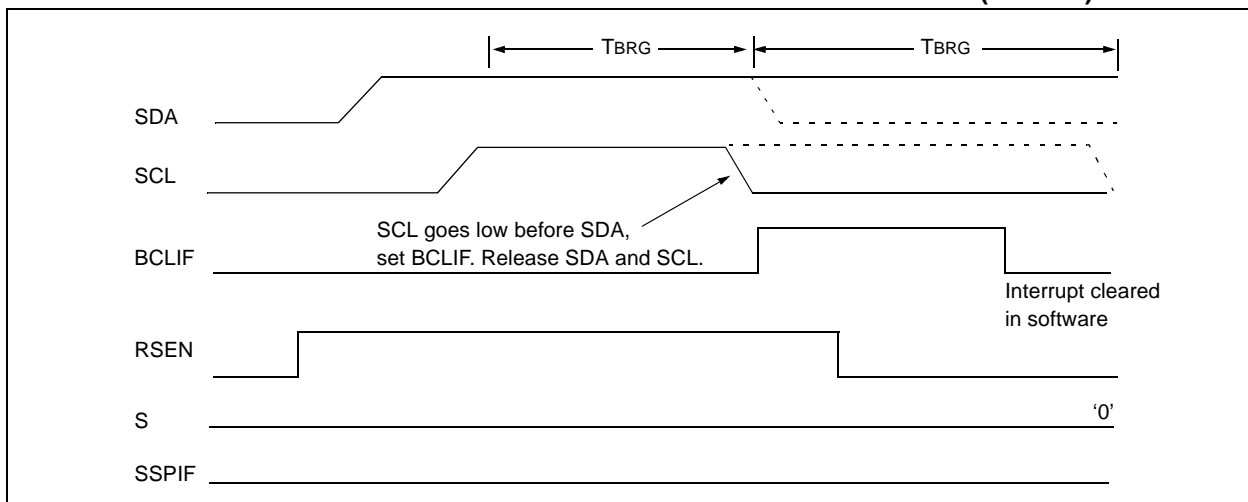 TBRG TBRG
SDA
SCL
SCL goes low before SDA,
set BCLIF. Release SDA and SCL.
BCLIF
Interrupt cleared
in software
RSEN
S
‘0’
SSPIF